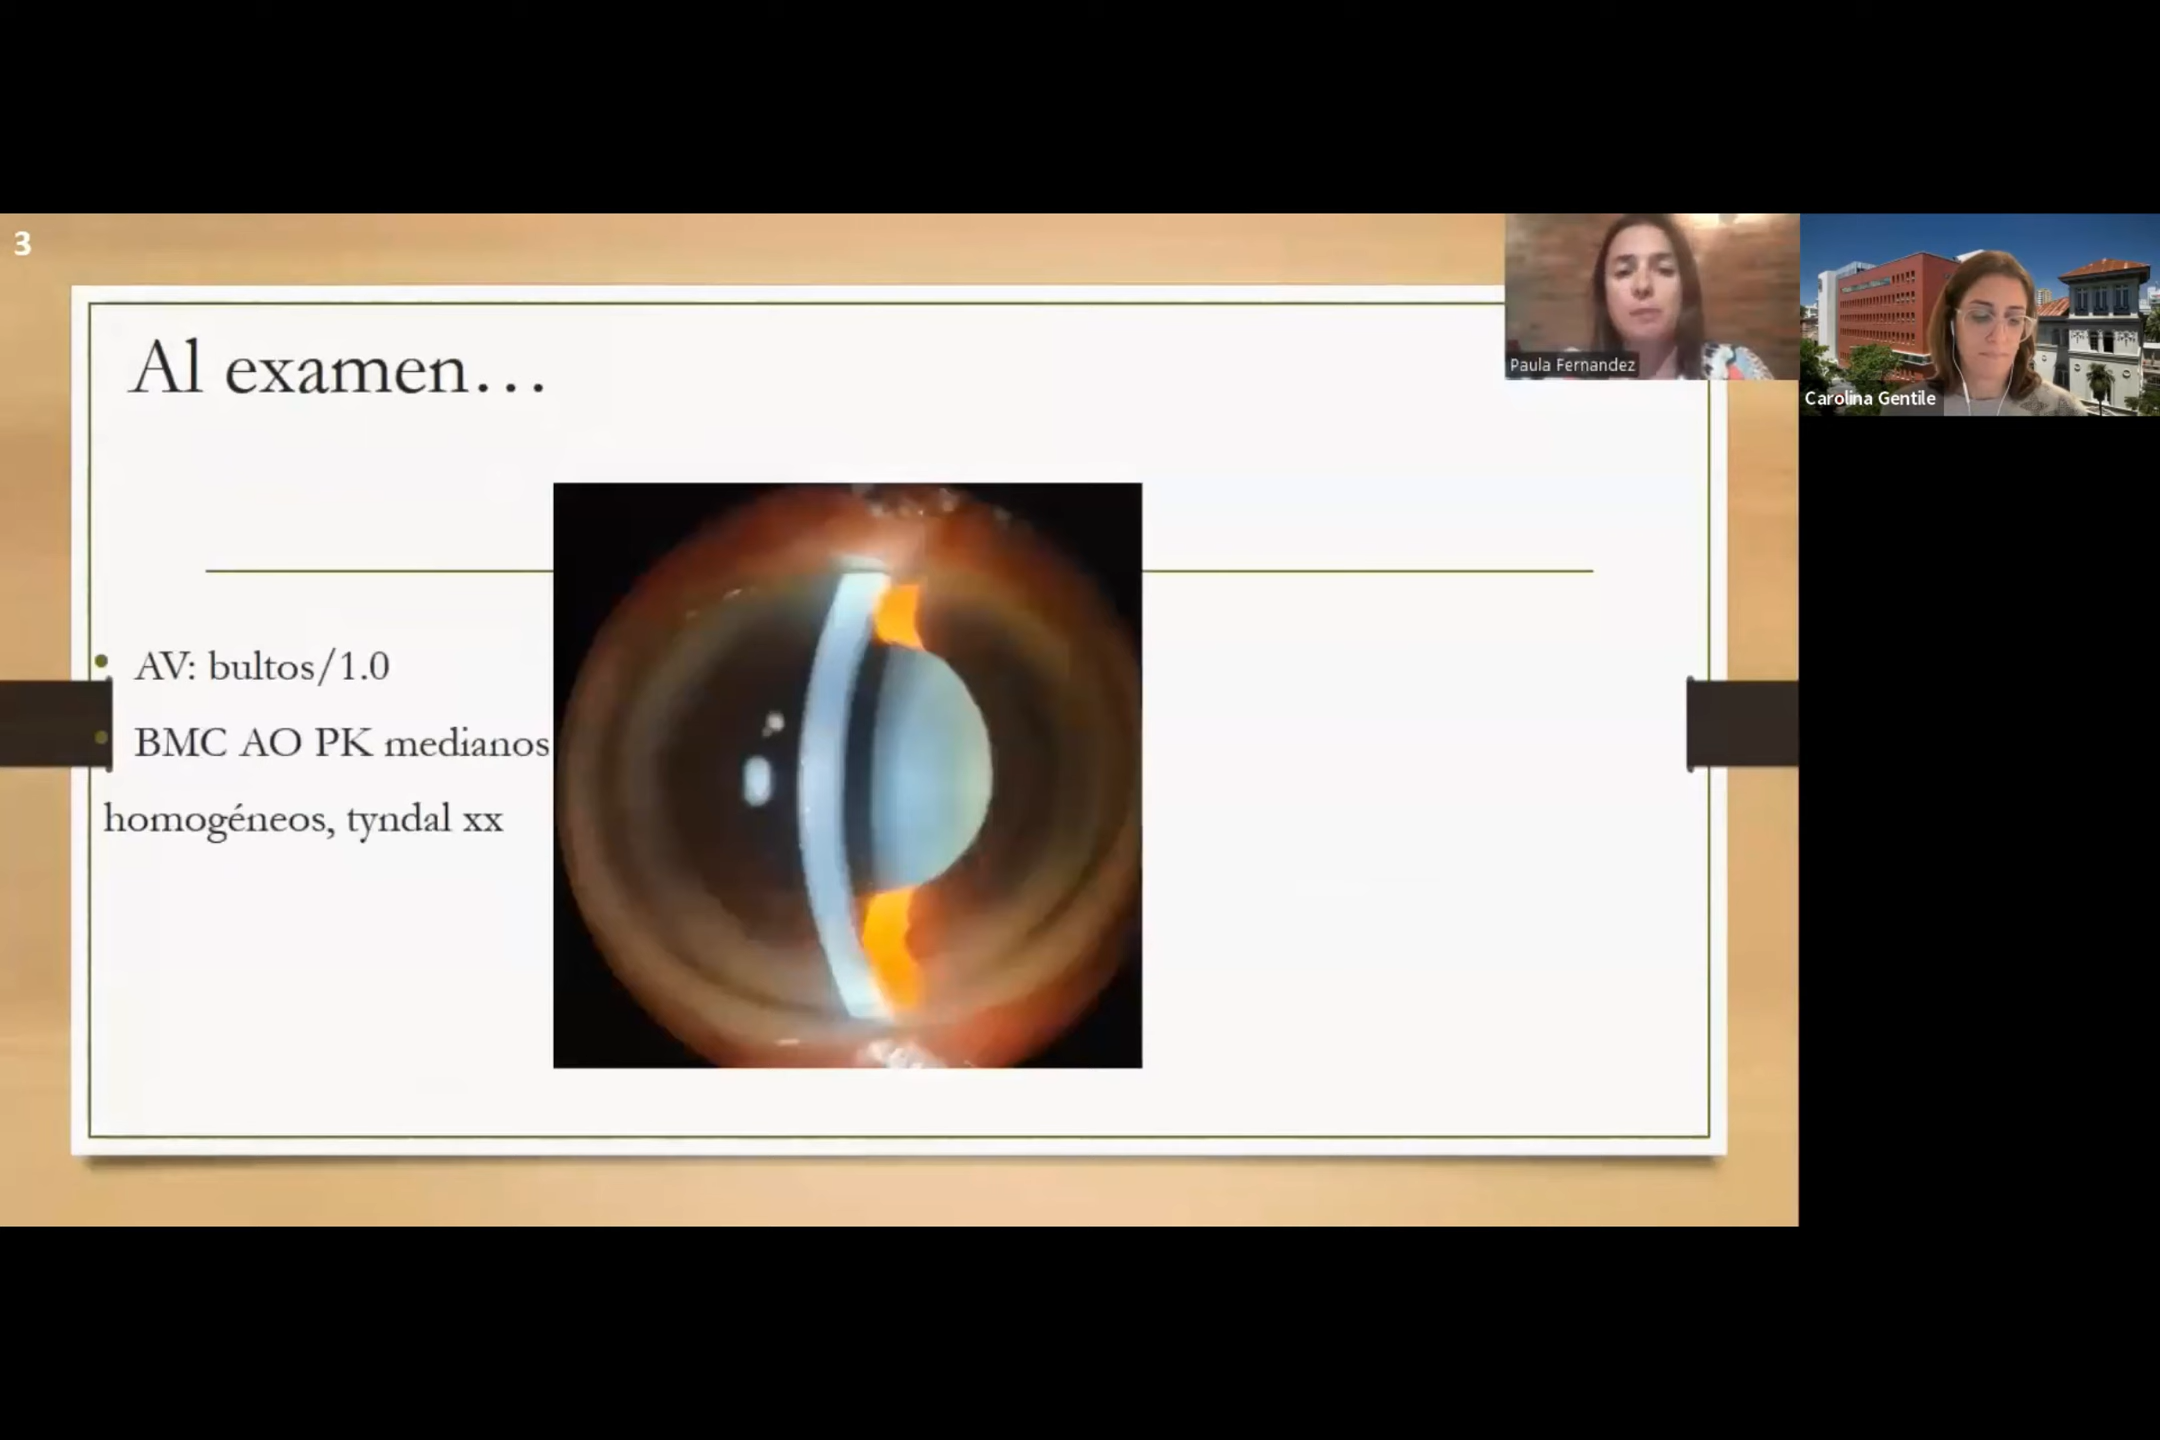 3
Al examen…
Paula Fernandez
Carolina Gentile
• AV: bultos/1.0
• BMC AO PK medianos
homogéneos, tyndal xx